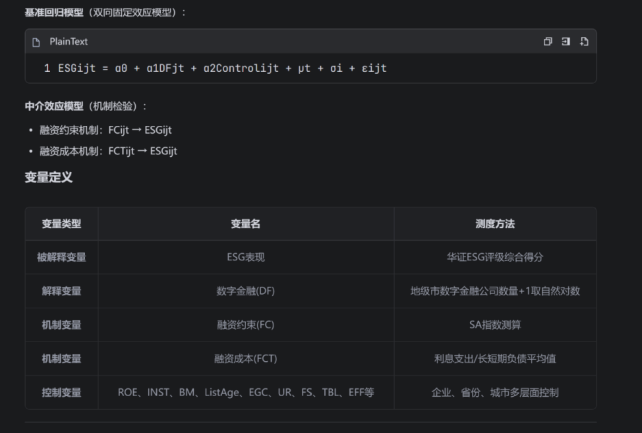 基准回归模型（双向固定效应模型）：
PlainText
1 ESGijt = α0 + α1DFjt + α2Controlijt + μt + σi + εijt
中介效应模型（机制检验）：
• 融资约束机制：FCijt → ESGijt
• 融资成本机制：FCTijt → ESGijt
变量定义
变量类型 变量名 测度方法
被解释变量 ESG表现 华证ESG评级综合得分
解释变量 数字金融(DF) 地级市数字金融公司数量+1取自然对数
机制变量 融资约束(FC) SA指数测算
机制变量 融资成本(FCT) 利息支出/长短期负债平均值
控制变量 ROE、INST、BM、ListAge、EGC、UR、FS、TBL、EFF等 企业、省份、城市多层面控制